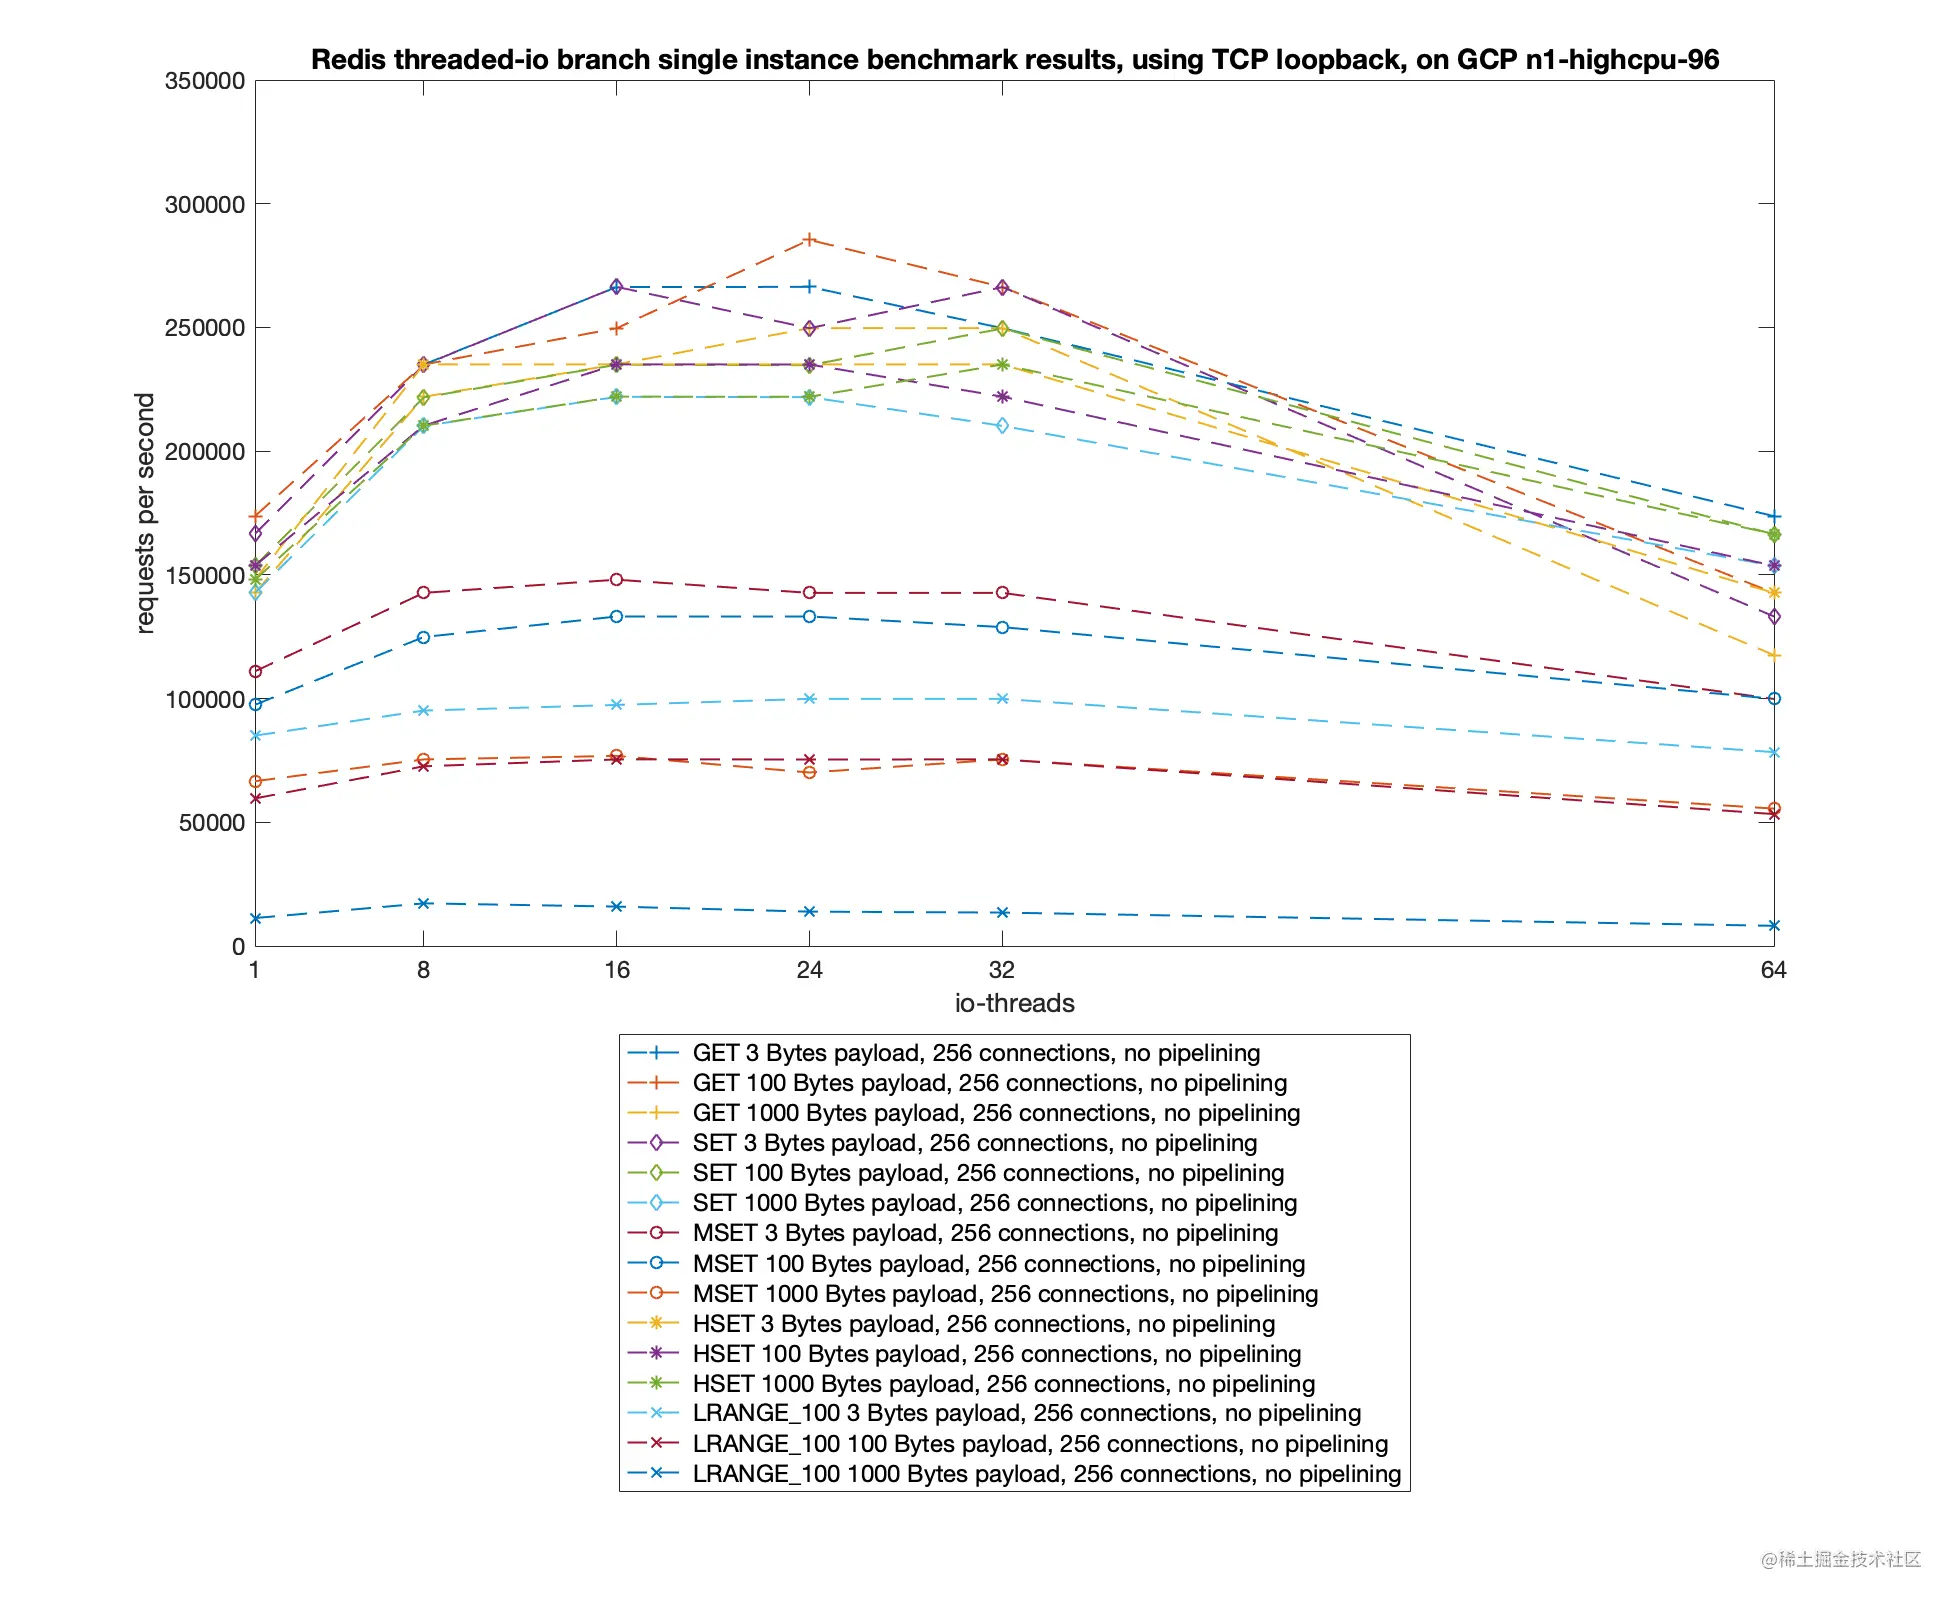 Redis threaded-io branch single instance benchmark results, using TCP loopback, on GCP n1-highcpu-96
350000
300000
250000
200000
150000
100000
50000
0
requests per second
1 8 16 24 32 64
io-threads
GET 3 Bytes payload, 256 connections, no pipelining
GET 100 Bytes payload, 256 connections, no pipelining
GET 1000 Bytes payload, 256 connections, no pipelining
SET 3 Bytes payload, 256 connections, no pipelining
SET 100 Bytes payload, 256 connections, no pipelining
SET 1000 Bytes payload, 256 connections, no pipelining
MSET 3 Bytes payload, 256 connections, no pipelining
MSET 100 Bytes payload, 256 connections, no pipelining
MSET 1000 Bytes payload, 256 connections, no pipelining
HSET 3 Bytes payload, 256 connections, no pipelining
HSET 100 Bytes payload, 256 connections, no pipelining
HSET 1000 Bytes payload, 256 connections, no pipelining
LRANGE_100 3 Bytes payload, 256 connections, no pipelining
LRANGE_100 100 Bytes payload, 256 connections, no pipelining
LRANGE_100 1000 Bytes payload, 256 connections, no pipelining
@稀土掘金技术社区